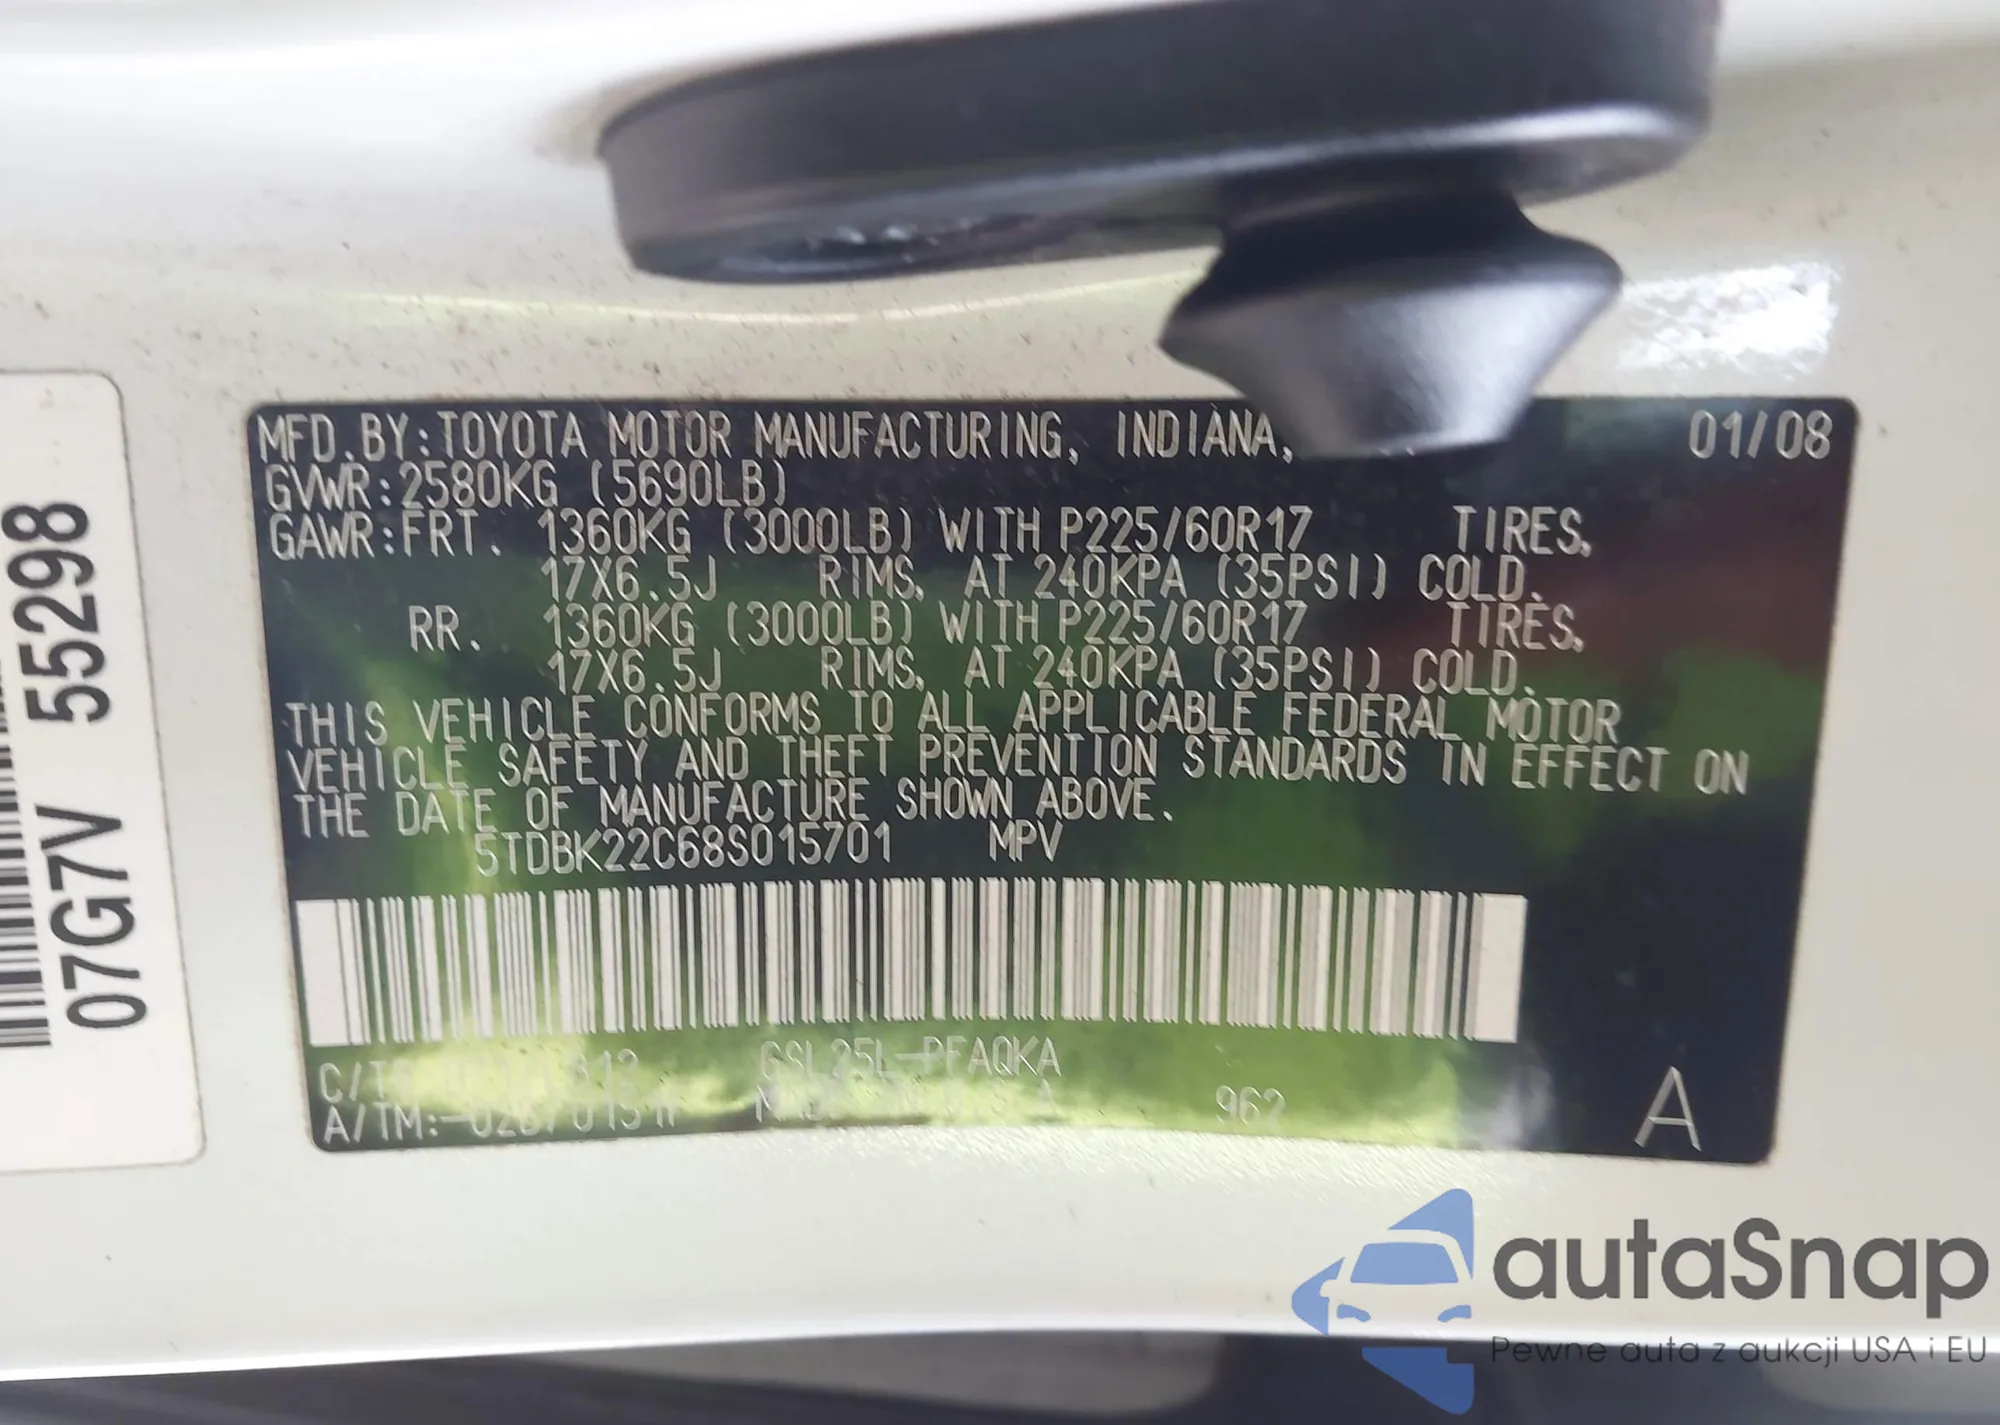 MFD.BY:TOYOTA MOTOR MANUFACTURING, INDIANA, 01/08
GVWR:2580KG (5690LB)
GAWR:FRT. 1360KG (3000LB) WITH P225/60R17 TIRES,
17X6.5J RIMS, AT 240KPA (35PSI) COLD.
RR. 1360KG (3000LB) WITH P225/60R17 TIRES,
17X6.5J RIMS, AT 240KPA (35PSI) COLD.
THIS VEHICLE CONFORMS TO ALL APPLICABLE FEDERAL MOTOR
VEHICLE SAFETY AND THEFT PREVENTION STANDARDS IN EFFECT ON
THE DATE OF MANUFACTURE SHOWN ABOVE.
5TDBK22C68S015701 MPV
GSL25L-PFAQKA
A/TM: 962
A
07G7V 55298
autaSnap
Pewne auta z aukcji USA i EU